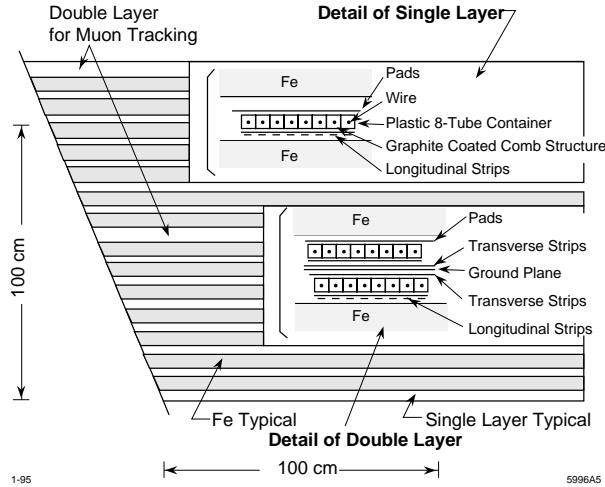 Double Layer
for Muon Tracking
Detail of Single Layer
Fe
Pads
Wire
Plastic 8-Tube Container
Graphite Coated Comb Structure
Fe
Longitudinal Strips
100 cm
Fe
Pads
Transverse Strips
Ground Plane
Transverse Strips
Fe
Longitudinal Strips
Fe Typical
Single Layer Typical
Detail of Double Layer
100 cm
1-95
5996A5